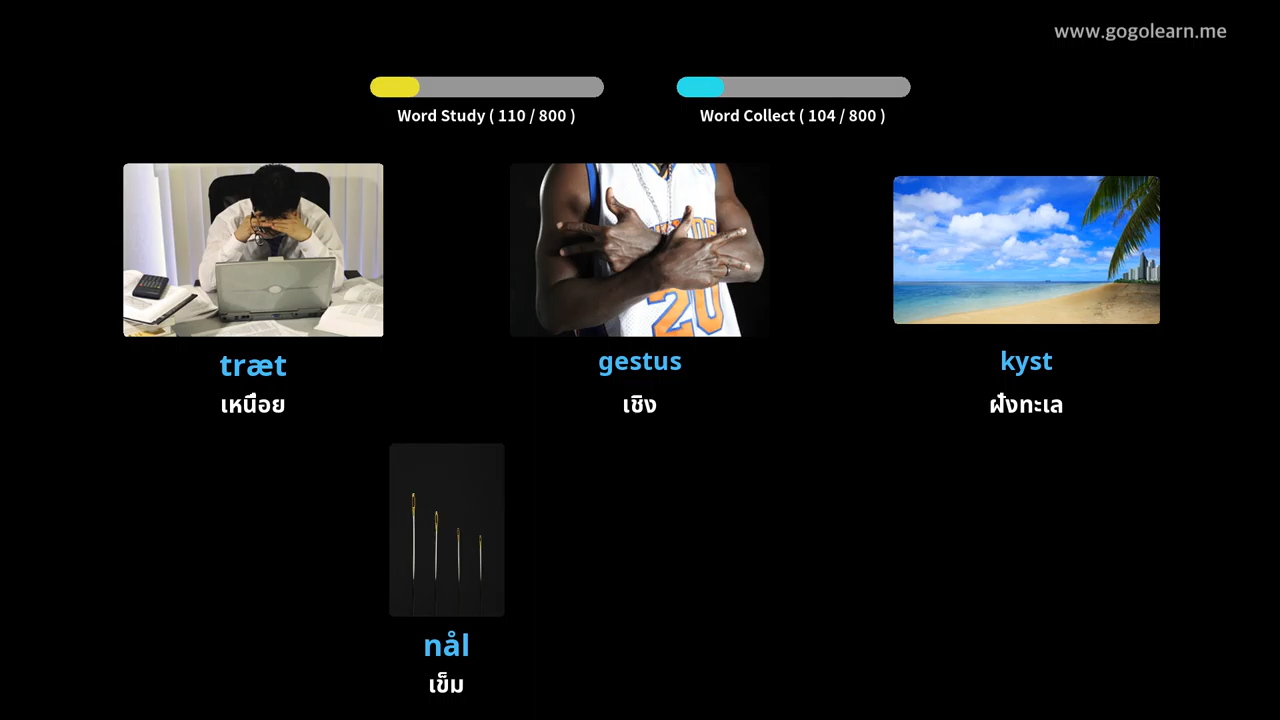 www.gogolearn.me
Word Study ( 110 / 800 )
Word Collect ( 104 / 800 )
20
træt
เหนื่อย
gestus
เชิง
kyst
ฝั่งทะเล
nål
เข็ม